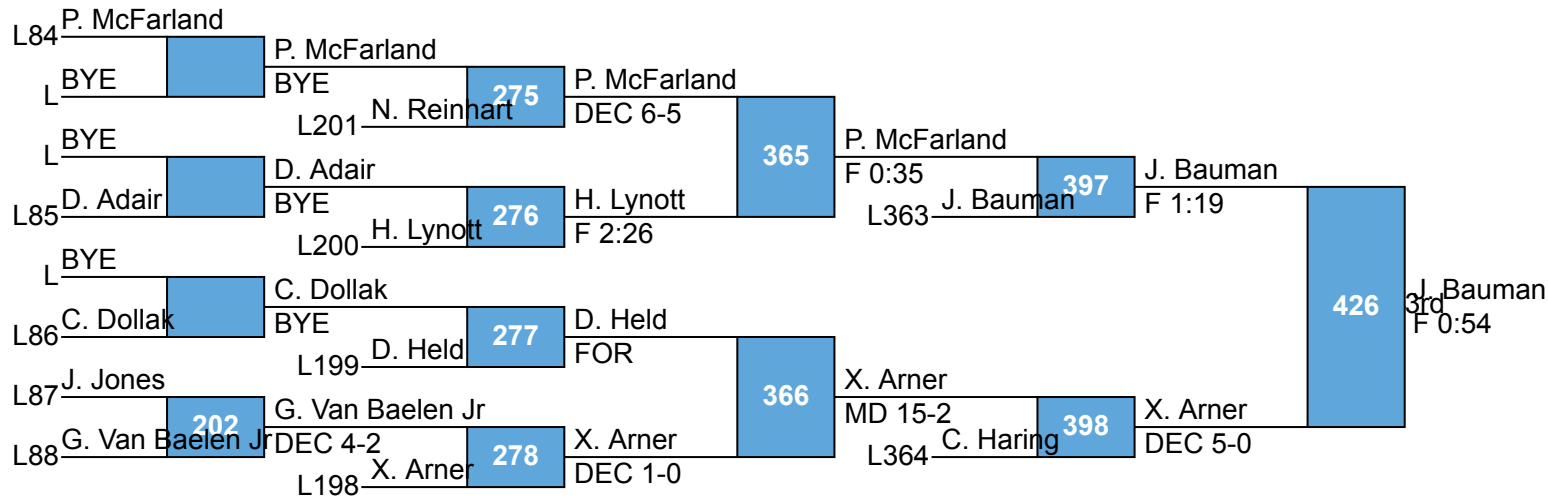 P. McFarland
L84
BYE
L
P. McFarland
BYE
275
N. Reinhart
L201
P. McFarland
DEC 6-5
BYE
L
D. Adair
L85
D. Adair
BYE
276
H. Lynott
L200
H. Lynott
F 2:26
365
P. McFarland
F 0:35
397
J. Bauman
L363
J. Bauman
F 1:19
BYE
L
C. Dollak
L86
C. Dollak
BYE
277
D. Held
L199
D. Held
FOR
J. Jones
L87
202
G. Van Baelen Jr
L88
G. Van Baelen Jr
DEC 4-2
278
X. Arner
L198
X. Arner
DEC 1-0
366
X. Arner
MD 15-2
398
C. Haring
L364
X. Arner
DEC 5-0
426
J. Bauman
3rd
F 0:54